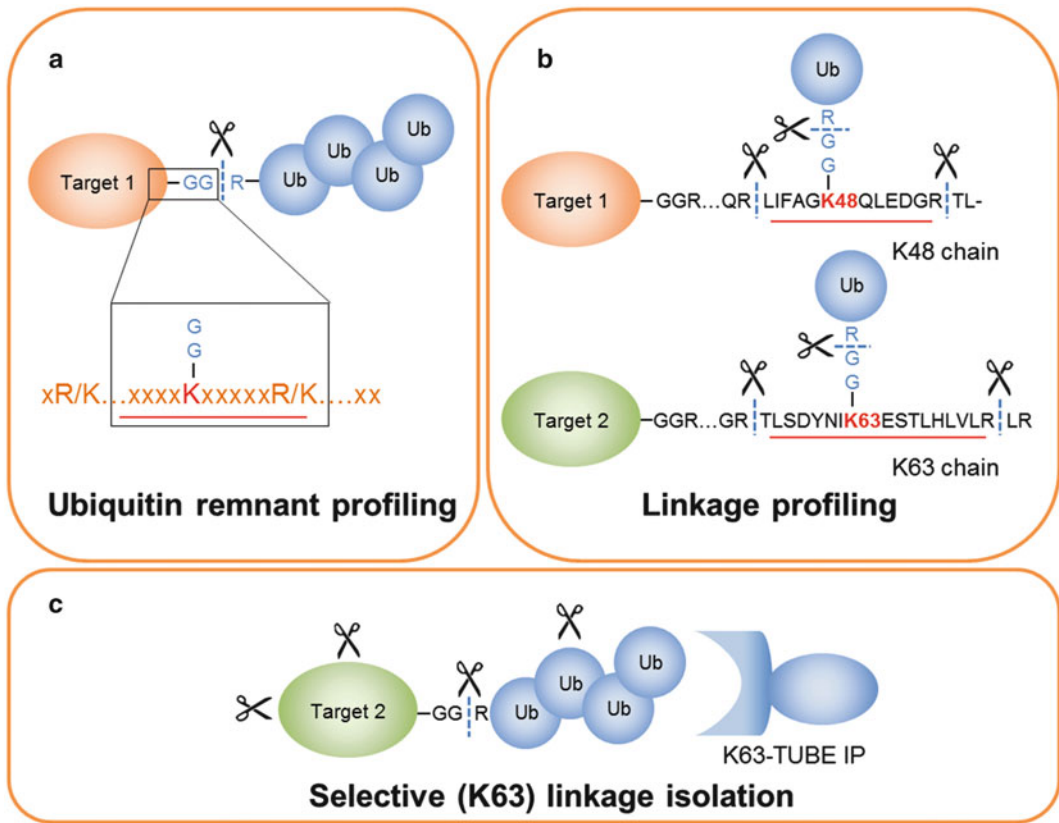 a
Target 1
GG
R
Ub
Ub
Ub
Ub
Ub
G
G
xR/K...xxxxKxxxxxR/K....xx
Ubiquitin remnant profiling
b
Ub
R
G
G
Target 1
GGR...QR LIFAGK48QLEDGR TL-
K48 chain
Ub
R
G
G
Target 2
GGR...GR TLSDYNIK63ESTLHLVLR LR
K63 chain
Linkage profiling
c
Target 2
GG R
Ub
Ub
Ub
Ub
Ub
K63-TUBE IP
Selective (K63) linkage isolation